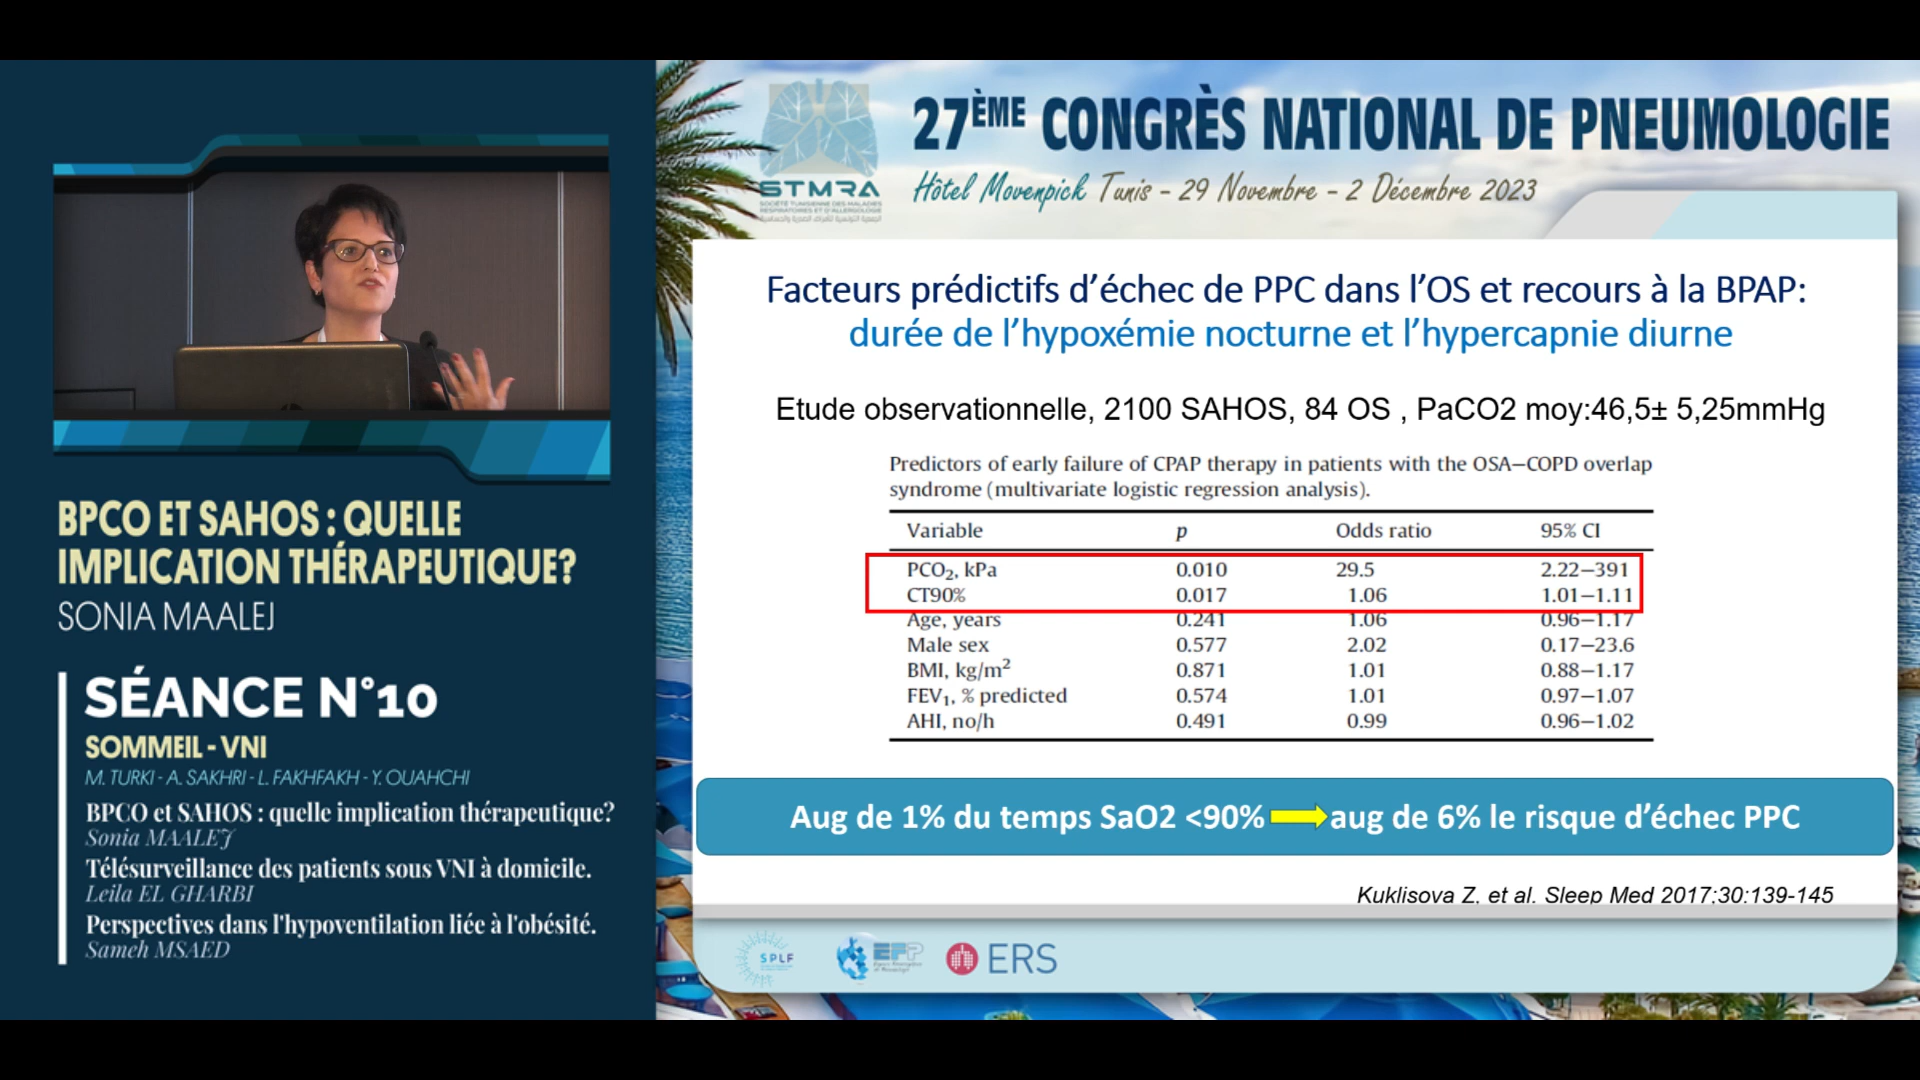 27ÈME CONGRÈS NATIONAL DE PNEUMOLOGIE
STMRA
SOCIÉTÉ TUNISIENNE DES MALADIES
RESPIRATOIRES ET D'ALLERGOLOGIE
Hôtel Movenpick Tunis - 29 Novembre - 2 Décembre 2023
BPCO ET SAHOS : QUELLE
IMPLICATION THÉRAPEUTIQUE?
SONIA MAALEJ
SÉANCE N°10
SOMMEIL - VNI
M. TURKI - A. SAKHRI - L. FAKHFAKH - Y. OUAHCHI
BPCO et SAHOS : quelle implication thérapeutique?
Sonia MAALEJ
Télésurveillance des patients sous VNI à domicile.
Leila EL GHARBI
Perspectives dans l'hypoventilation liée à l'obésité.
Sameh MSAED
Facteurs prédictifs d'échec de PPC dans l'OS et recours à la BPAP:
durée de l'hypoxémie nocturne et l'hypercapnie diurne
Etude observationnelle, 2100 SAHOS, 84 OS , PaCO2 moy:46,5± 5,25mmHg
Predictors of early failure of CPAP therapy in patients with the OSA–COPD overlap
syndrome (multivariate logistic regression analysis).
Variable p Odds ratio 95% CI
PCO₂, kPa 0.010 29.5 2.22–391
CT90% 0.017 1.06 1.01–1.11
Age, years 0.241 1.06 0.96–1.17
Male sex 0.577 2.02 0.17–23.6
BMI, kg/m² 0.871 1.01 0.88–1.17
FEV₁, % predicted 0.574 1.01 0.97–1.07
AHI, no/h 0.491 0.99 0.96–1.02
Aug de 1% du temps SaO2 <90% aug de 6% le risque d'échec PPC
Kuklisova Z, et al. Sleep Med 2017;30:139-145
SPLF
EFP
ERS